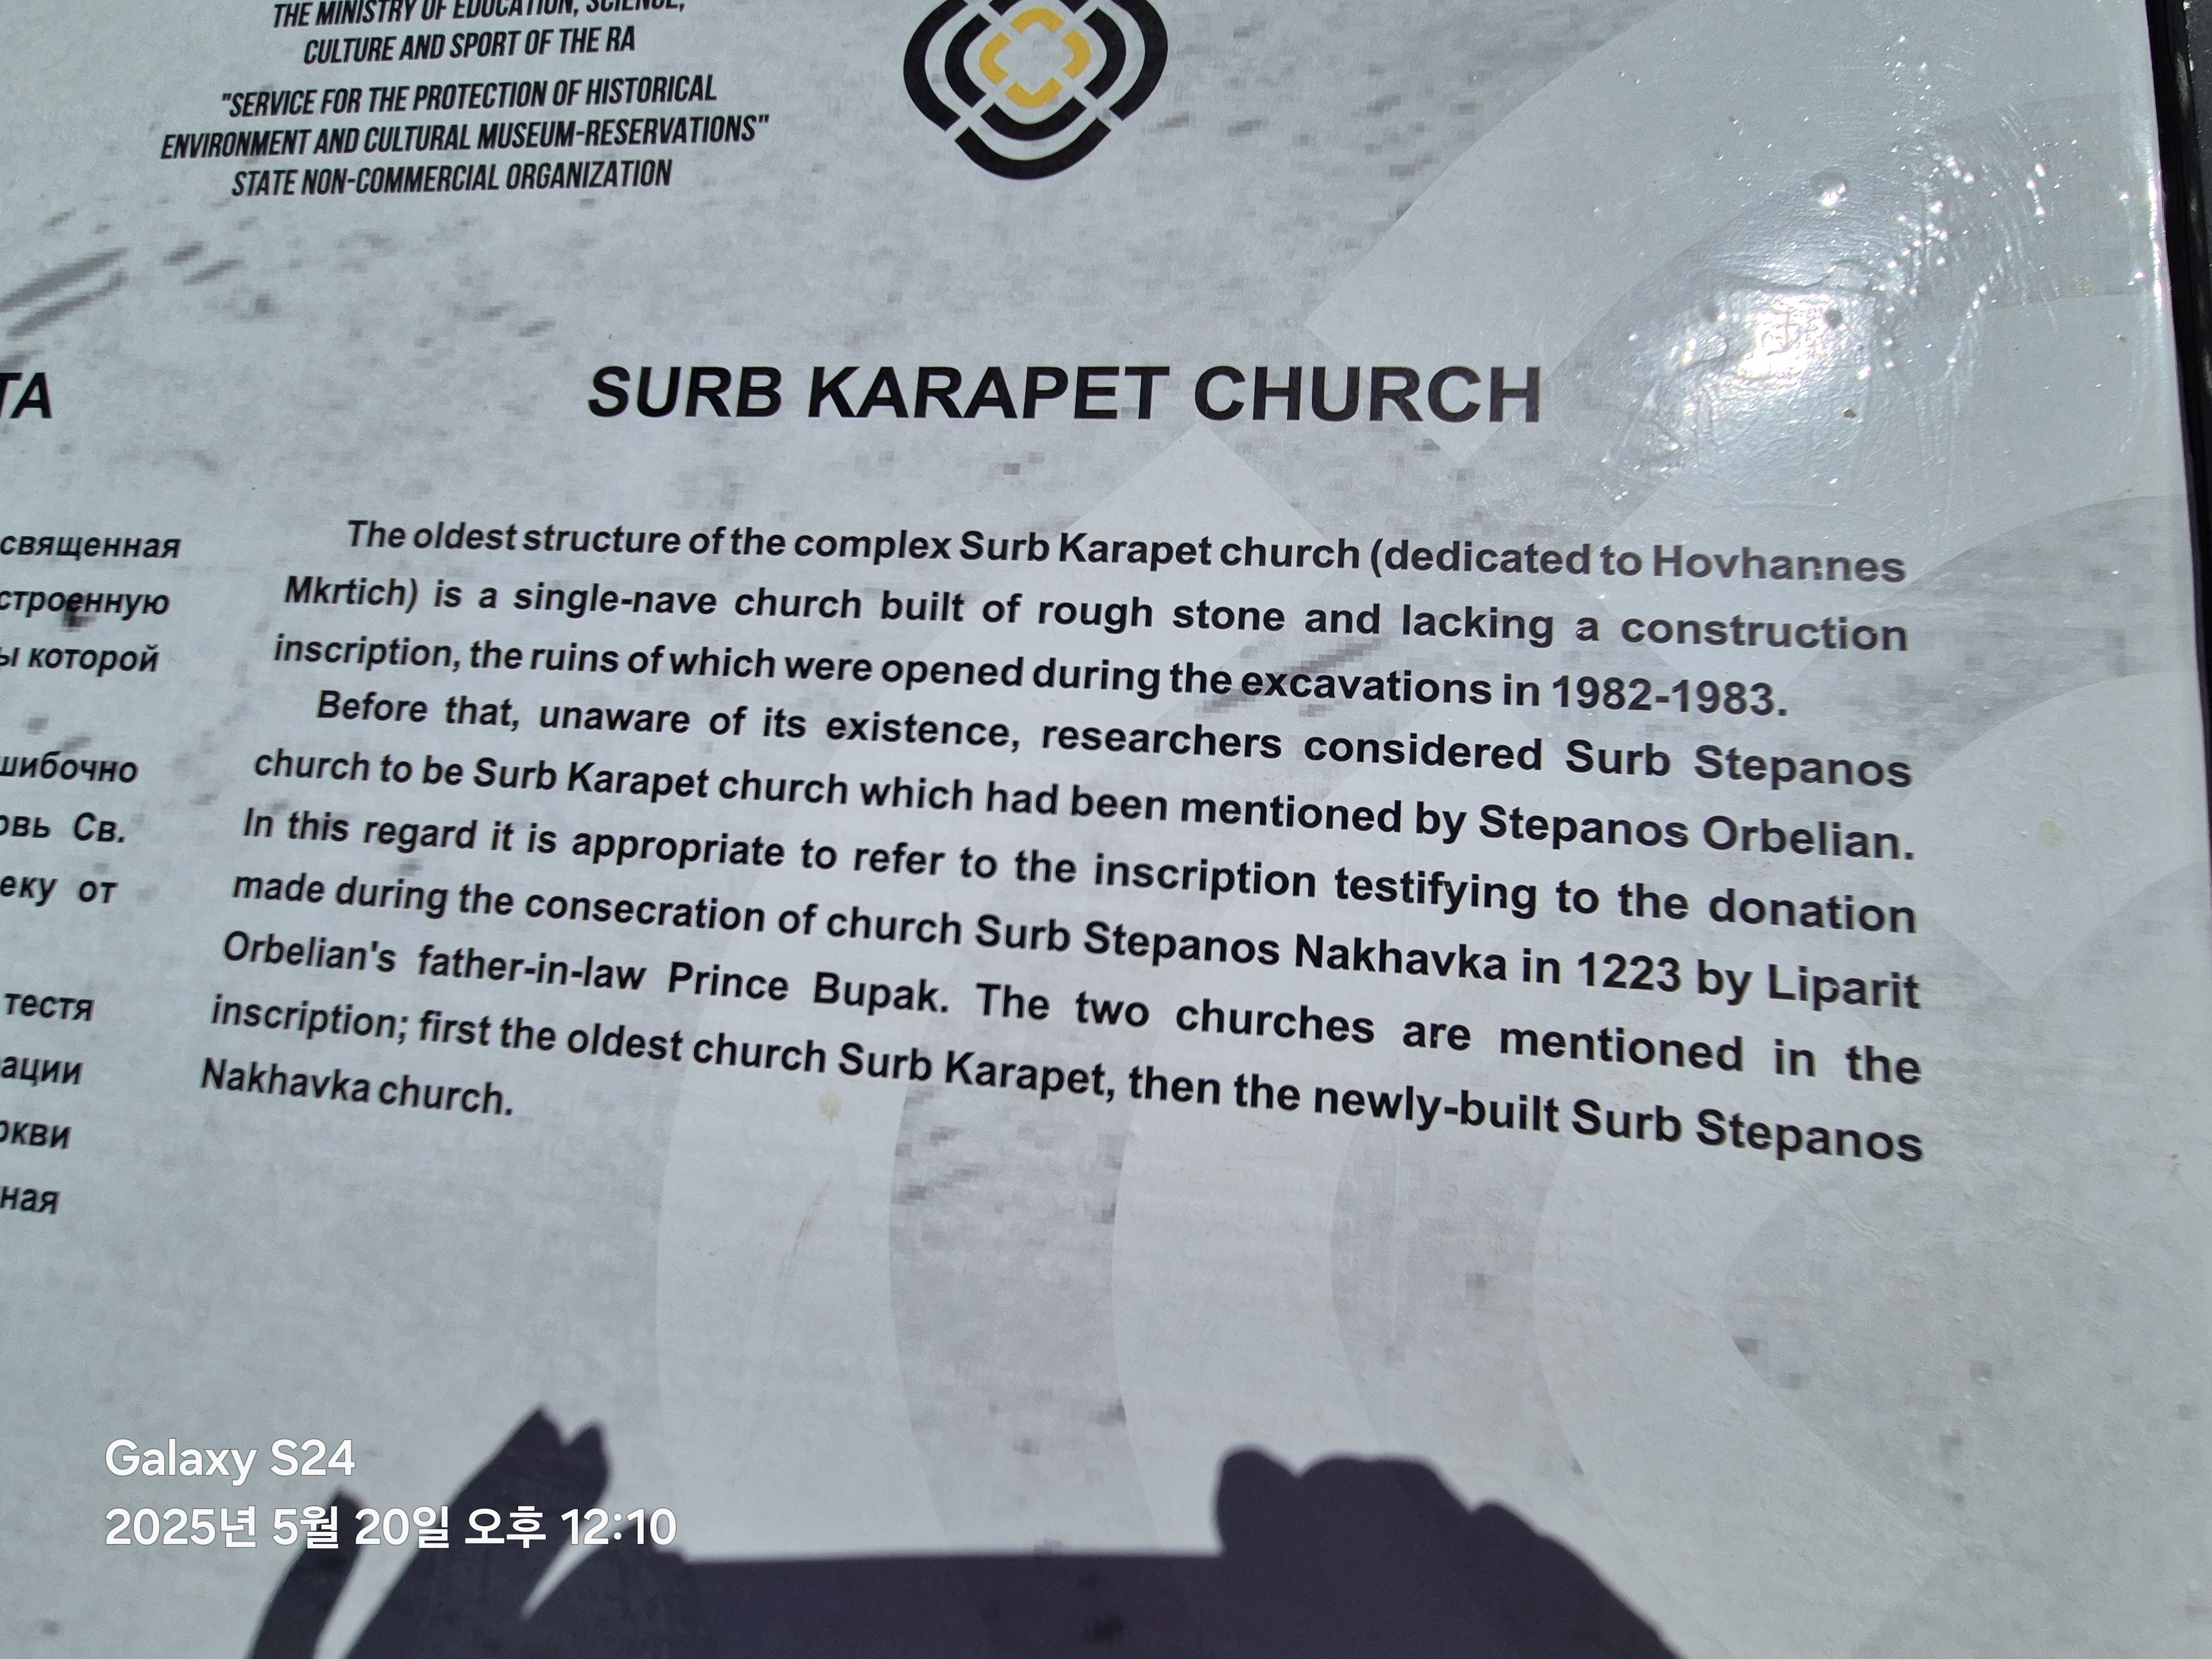 THE MINISTRY OF EDUCATION, SCIENCE,
CULTURE AND SPORT OF THE RA
"SERVICE FOR THE PROTECTION OF HISTORICAL
ENVIRONMENT AND CULTURAL MUSEUM-RESERVATIONS"
STATE NON-COMMERCIAL ORGANIZATION
ТА
священная
строенную
ы которой
шибочно
овь Св.
еку от
тестя
ации
ркви
ная
SURB KARAPET CHURCH
The oldest structure of the complex Surb Karapet church (dedicated to Hovhannes
Mkrtich) is a single-nave church built of rough stone and lacking a construction
inscription, the ruins of which were opened during the excavations in 1982-1983.
Before that, unaware of its existence, researchers considered Surb Stepanos
church to be Surb Karapet church which had been mentioned by Stepanos Orbelian.
In this regard it is appropriate to refer to the inscription testifying to the donation
made during the consecration of church Surb Stepanos Nakhavka in 1223 by Liparit
Orbelian's father-in-law Prince Bupak. The two churches are mentioned in the
inscription; first the oldest church Surb Karapet, then the newly-built Surb Stepanos
Nakhavka church.
Galaxy S24
2025년 5월 20일 오후 12:10